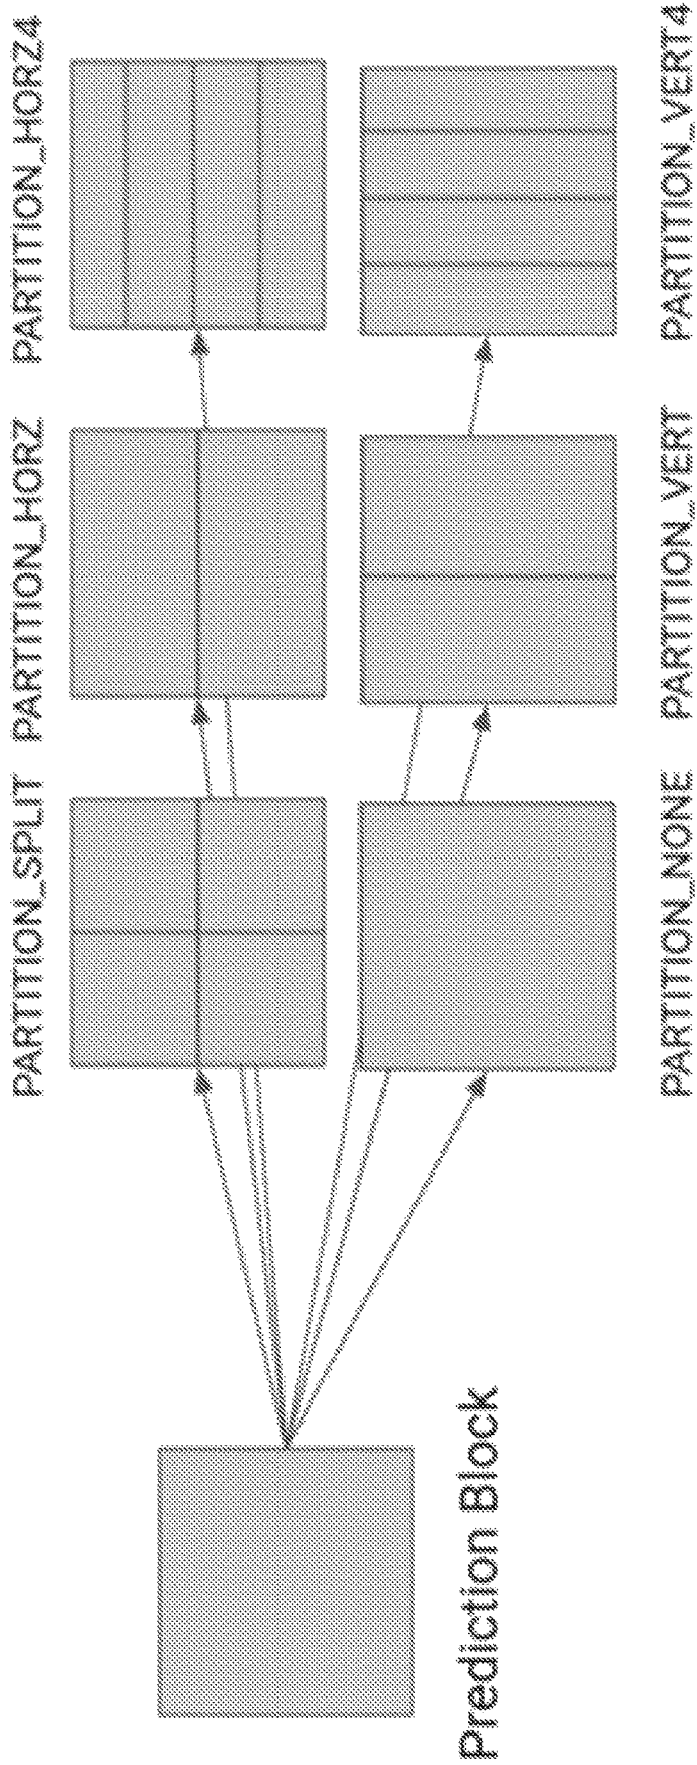 PARTITION_SPLIT
PARTITION_HORZ
PARTITION_HORZ4
Prediction Block
PARTITION_NONE
PARTITION_VERT
PARTITION_VERT4